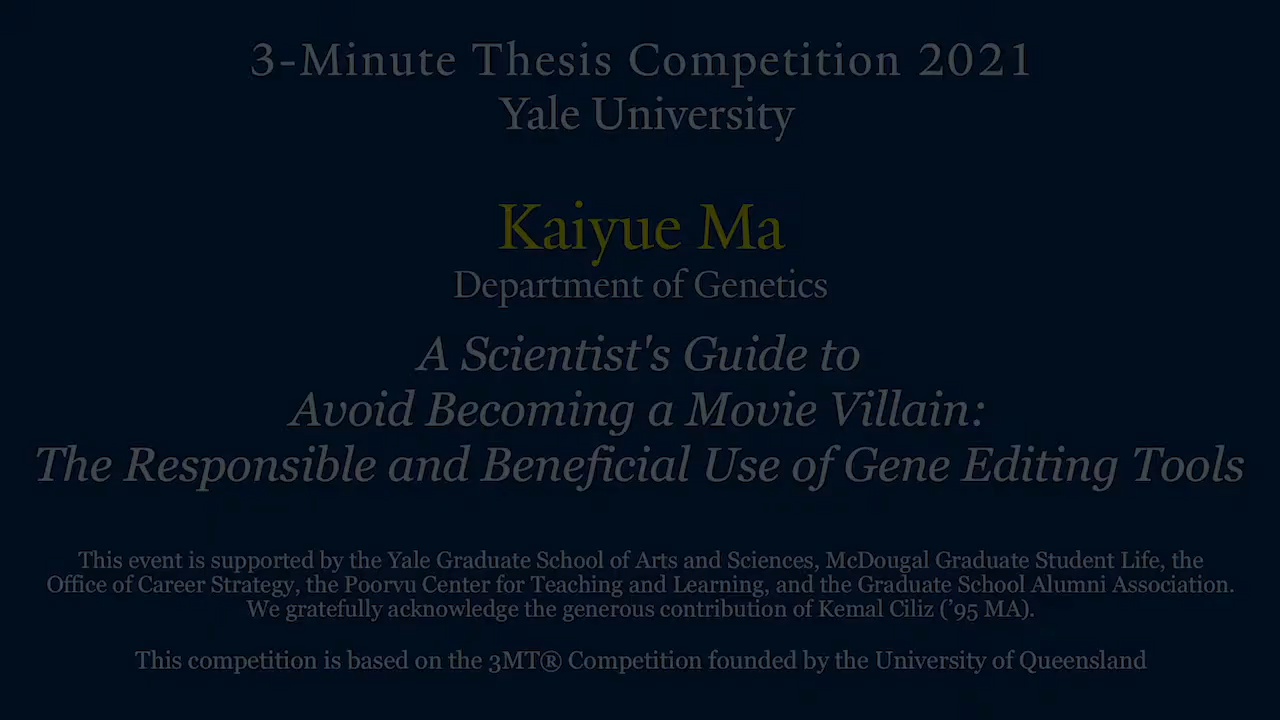 3-Minute Thesis Competition 2021
Yale University
Kaiyue Ma
Department of Genetics
A Scientist's Guide to
Avoid Becoming a Movie Villain:
The Responsible and Beneficial Use of Gene Editing Tools
This event is supported by the Yale Graduate School of Arts and Sciences, McDougal Graduate Student Life, the
Office of Career Strategy, the Poorvu Center for Teaching and Learning, and the Graduate School Alumni Association.
We gratefully acknowledge the generous contribution of Kemal Ciliz (’95 MA).
This competition is based on the 3MT® Competition founded by the University of Queensland